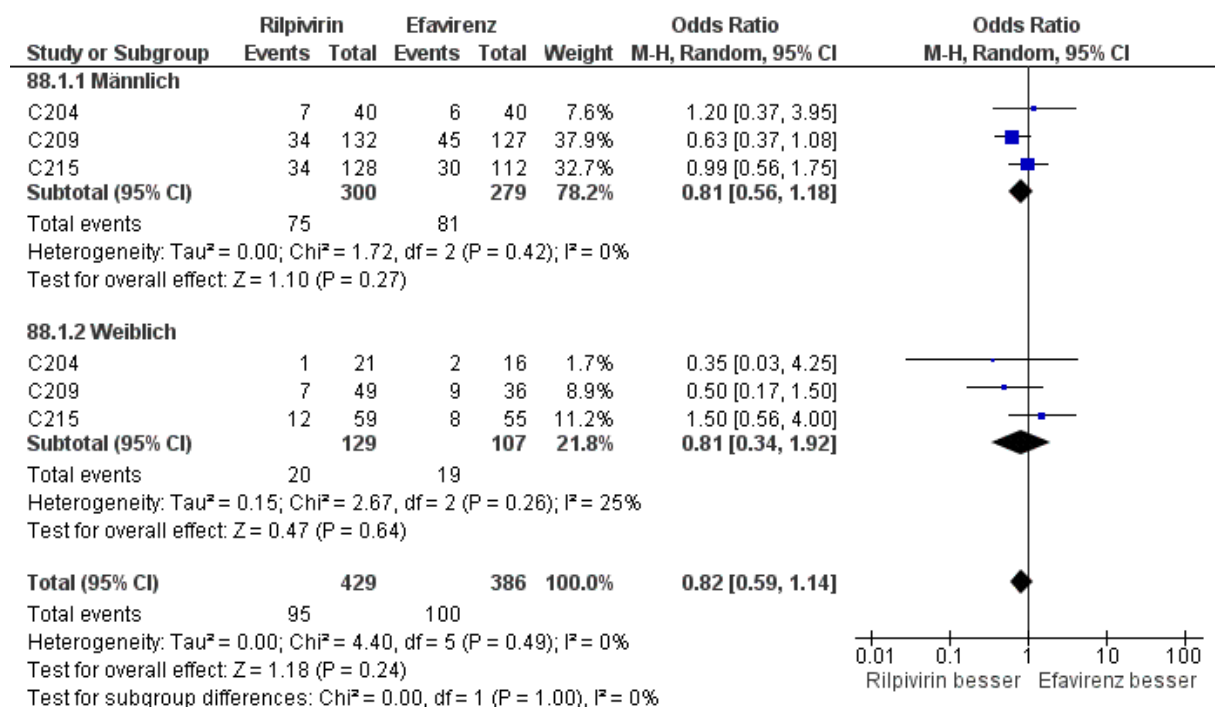 Rilpivirin Efavirenz Odds Ratio Odds Ratio
Study or Subgroup Events Total Events Total Weight M-H, Random, 95% CI M-H, Random, 95% CI
88.1.1 Männlich
C204 7 40 6 40 7.6% 1.20 [0.37, 3.95]
C209 34 132 45 127 37.9% 0.63 [0.37, 1.08]
C215 34 128 30 112 32.7% 0.99 [0.56, 1.75]
Subtotal (95% CI) 300 279 78.2% 0.81 [0.56, 1.18]
Total events 75 81
Heterogeneity: Tau² = 0.00; Chi² = 1.72, df = 2 (P = 0.42); I² = 0%
Test for overall effect: Z = 1.10 (P = 0.27)
88.1.2 Weiblich
C204 1 21 2 16 1.7% 0.35 [0.03, 4.25]
C209 7 49 9 36 8.9% 0.50 [0.17, 1.50]
C215 12 59 8 55 11.2% 1.50 [0.56, 4.00]
Subtotal (95% CI) 129 107 21.8% 0.81 [0.34, 1.92]
Total events 20 19
Heterogeneity: Tau² = 0.15; Chi² = 2.67, df = 2 (P = 0.26); I² = 25%
Test for overall effect: Z = 0.47 (P = 0.64)
Total (95% CI) 429 386 100.0% 0.82 [0.59, 1.14]
Total events 95 100
Heterogeneity: Tau² = 0.00; Chi² = 4.40, df = 5 (P = 0.49); I² = 0%
Test for overall effect: Z = 1.18 (P = 0.24)
Test for subgroup differences: Chi² = 0.00, df = 1 (P = 1.00), I² = 0%
0.01 0.1 1 10 100
Rilpivirin besser Efavirenz besser